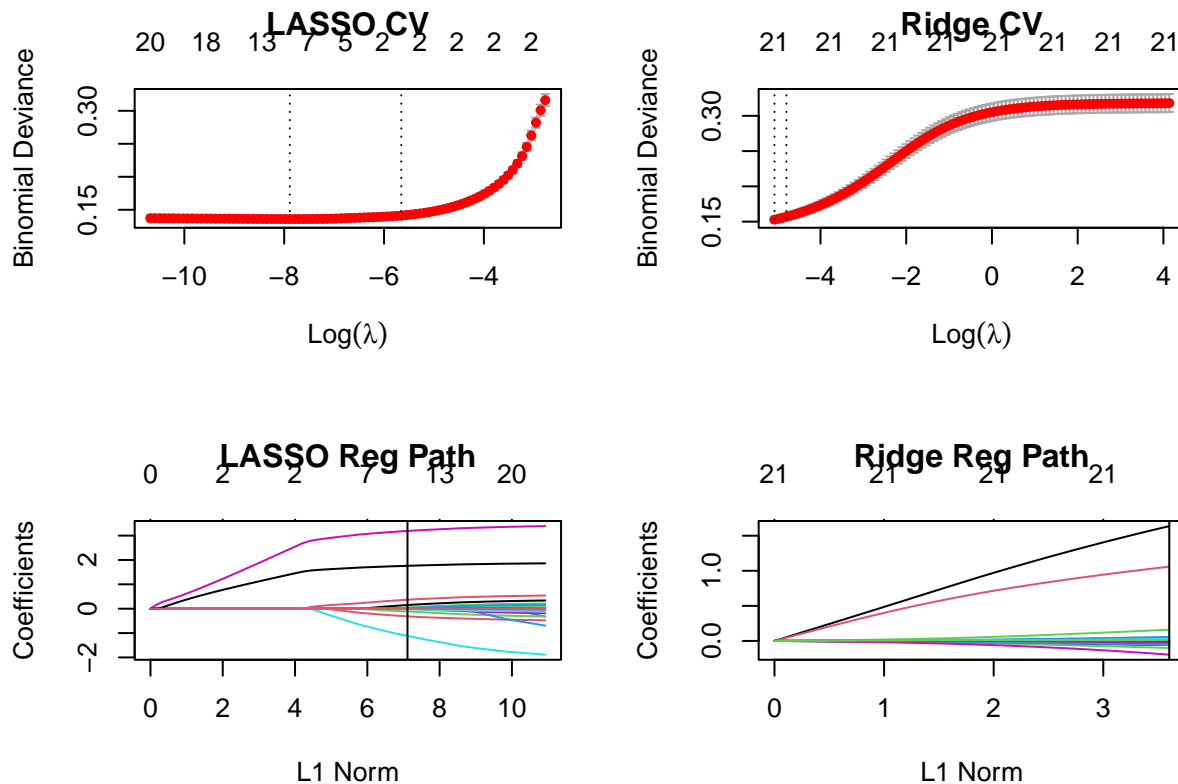 LASSO CV
20 18 13 7 5 2 2 2 2 2
Binomial Deviance
0.15 0.30
−10 −8 −6 −4
Log(λ)
Ridge CV
21 21 21 21 21 21 21 21
Binomial Deviance
0.15 0.30
−4 −2 0 2 4
Log(λ)
LASSO Reg Path
0 2 2 7 13 20
Coefficients
−2 0 2
0 2 4 6 8 10
L1 Norm
Ridge Reg Path
21 21 21 21
Coefficients
0.0 1.0
0 1 2 3
L1 Norm